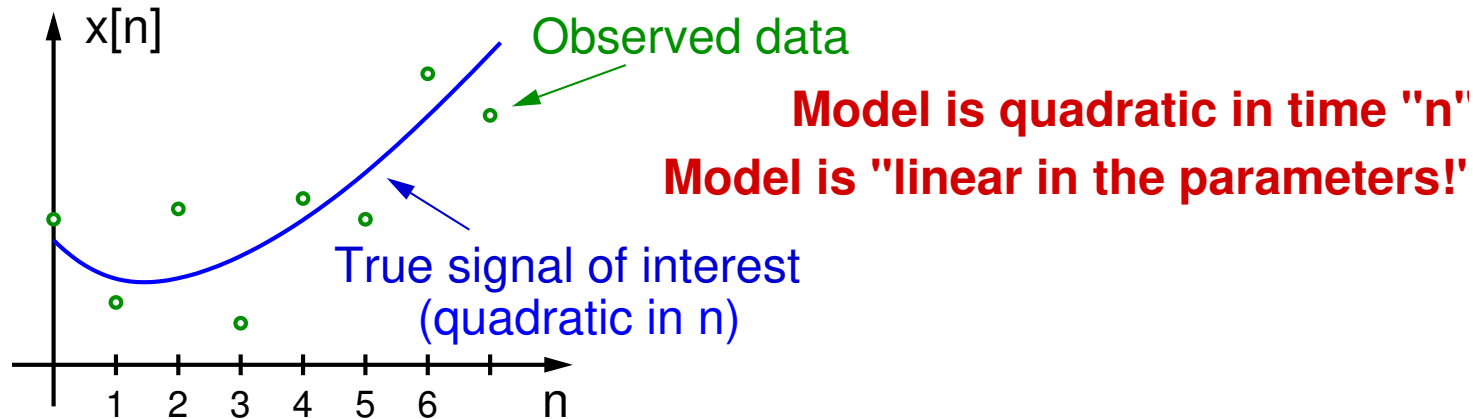 x[n]
Observed data
Model is quadratic in time "n"
Model is "linear in the parameters!"
True signal of interest
(quadratic in n)
1 2 3 4 5 6 n